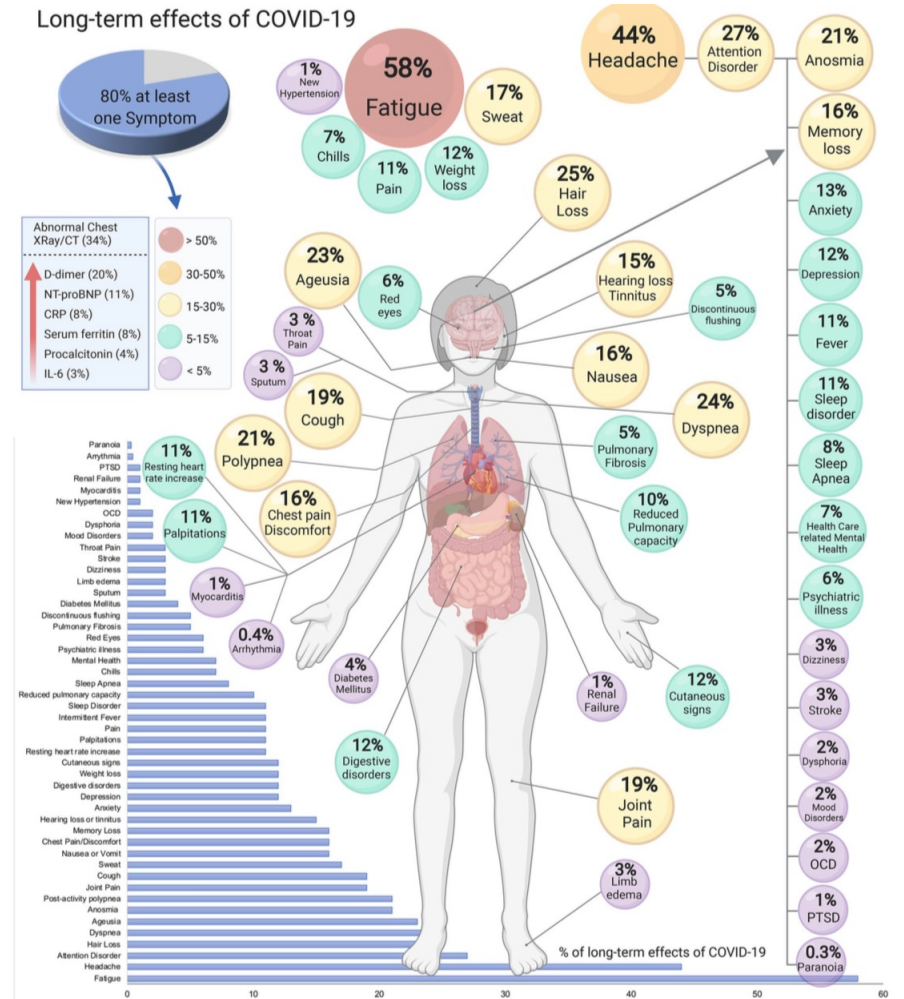 Long-term effects of COVID-19
80% at least
one Symptom
Abnormal Chest
XRay/CT (34%)
D-dimer (20%)
NT-proBNP (11%)
CRP (8%)
Serum ferritin (8%)
Procalcitonin (4%)
IL-6 (3%)
> 50%
30-50%
15-30%
5-15%
< 5%
1%
New
Hypertension
58%
Fatigue
17%
Sweat
7%
Chills
11%
Pain
12%
Weight
loss
44%
Headache
27%
Attention
Disorder
21%
Anosmia
16%
Memory
loss
13%
Anxiety
12%
Depression
11%
Fever
11%
Sleep
disorder
8%
Sleep
Apnea
7%
Health Care
related Mental
Health
6%
Psychiatric
illness
3%
Dizziness
3%
Stroke
2%
Dysphoria
2%
Mood
Disorders
2%
OCD
1%
PTSD
0.3%
Paranoia
25%
Hair
Loss
23%
Ageusia
6%
Red
eyes
15%
Hearing loss
Tinnitus
5%
Discontinuous
flushing
3 %
Throat
Pain
3 %
Sputum
16%
Nausea
19%
Cough
24%
Dyspnea
21%
Polypnea
5%
Pulmonary
Fibrosis
11%
Resting heart
rate increase
16%
Chest pain
Discomfort
10%
Reduced
Pulmonary
capacity
11%
Palpitations
1%
Myocarditis
0.4%
Arrhythmia
4%
Diabetes
Mellitus
1%
Renal
Failure
12%
Cutaneous
signs
12%
Digestive
disorders
19%
Joint
Pain
3%
Limb
edema
Paranoia
Arrythmia
PTSD
Renal Failure
Myocarditis
New Hypertension
OCD
Dysphoria
Mood Disorders
Throat Pain
Stroke
Dizziness
Limb edema
Sputum
Diabetes Mellitus
Discontinuous flushing
Pulmonary Fibrosis
Red Eyes
Psychiatric illness
Mental Health
Chills
Sleep Apnea
Reduced pulmonary capacity
Sleep Disorder
Intermittent Fever
Pain
Palpitations
Resting heart rate increase
Cutaneous signs
Weight loss
Digestive disorders
Depression
Anxiety
Hearing loss or tinnitus
Memory Loss
Chest Pain/Discomfort
Nausea or Vomit
Sweat
Cough
Joint Pain
Post-activity polypnea
Anosmia
Ageusia
Dyspnea
Hair Loss
Attention Disorder
Headache
Fatigue
% of long-term effects of COVID-19
0 10 20 30 40 50 60